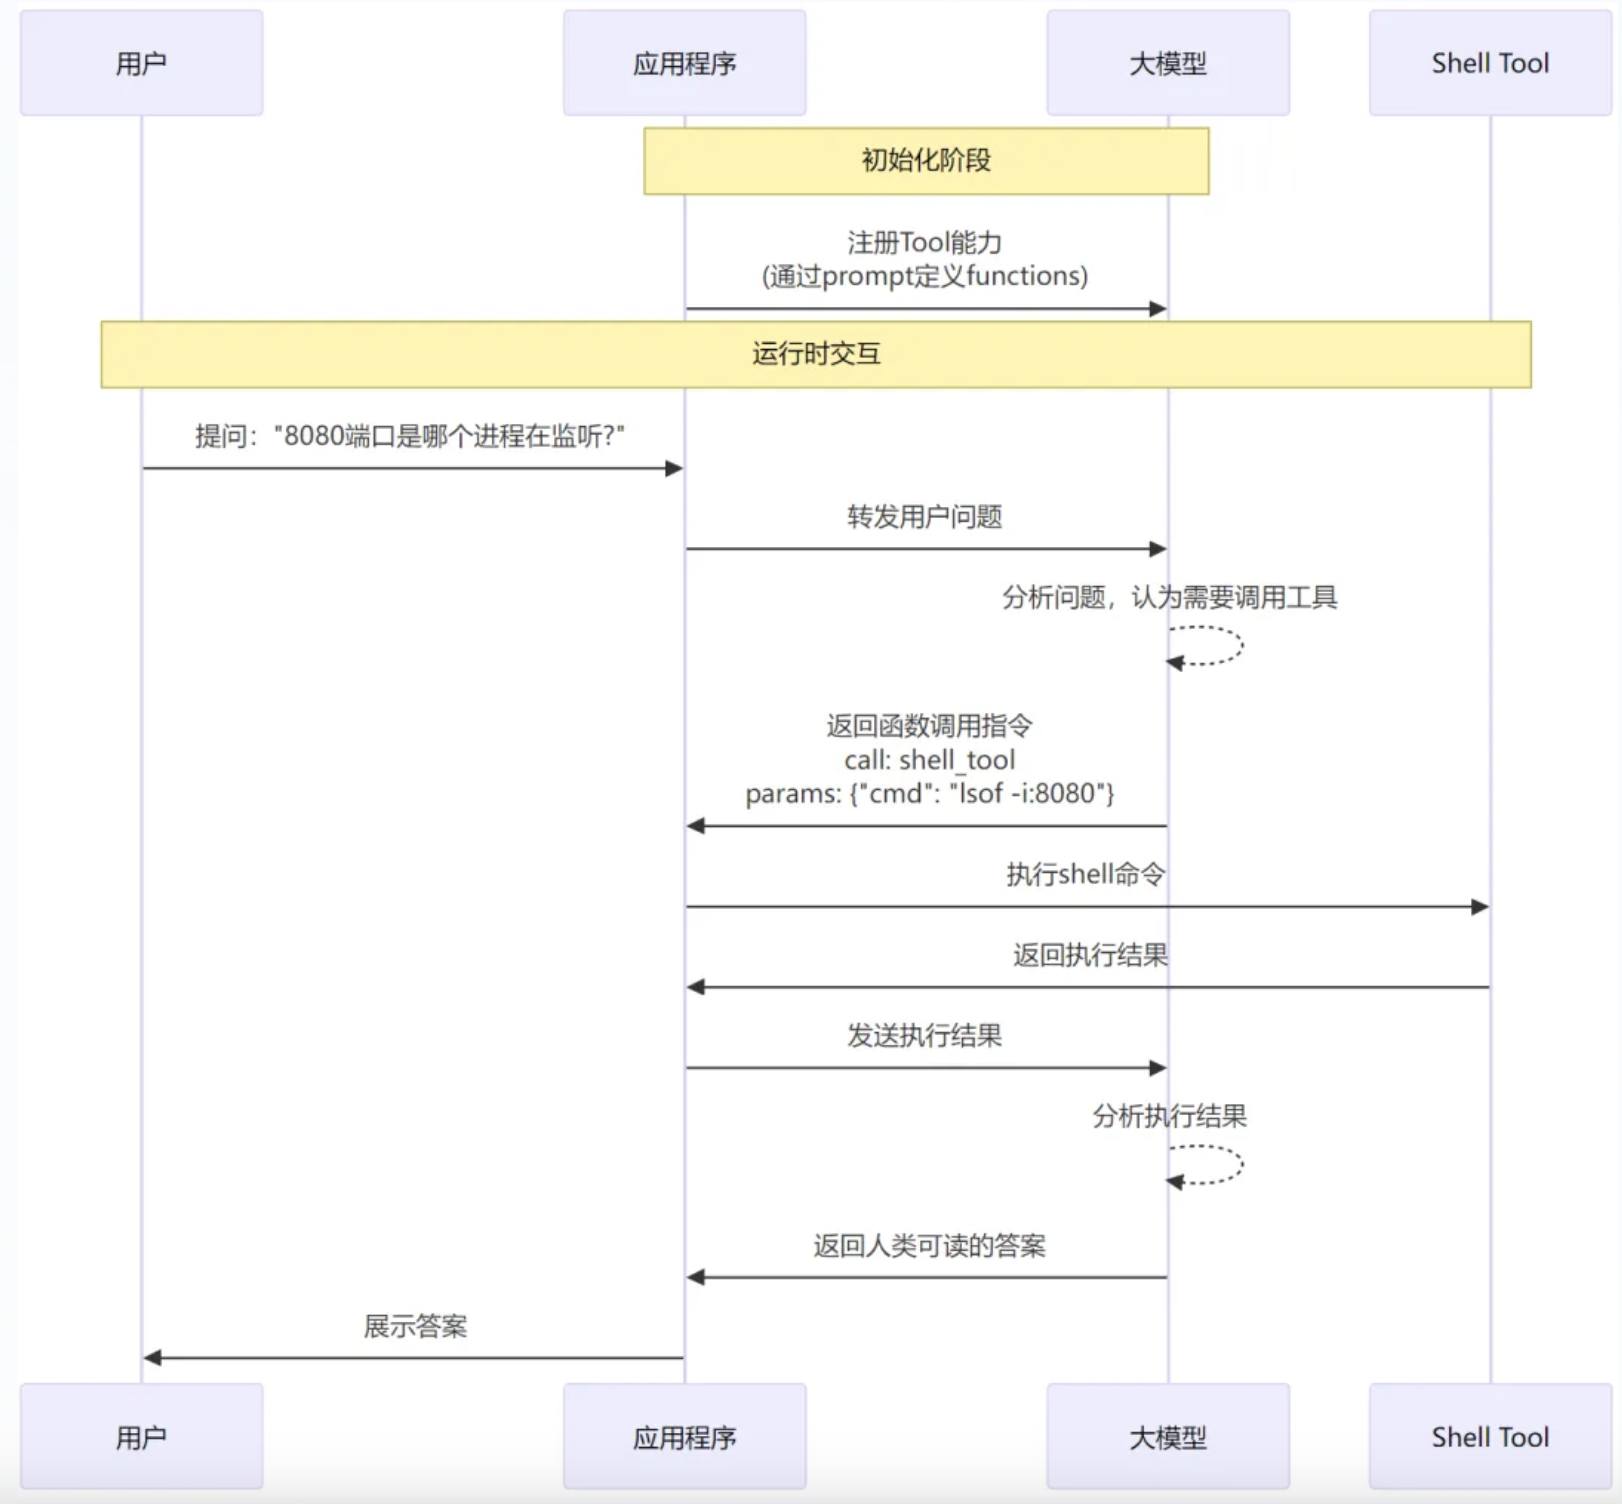 用户
应用程序
大模型
Shell Tool
初始化阶段
注册Tool能力
(通过prompt定义functions)
运行时交互
提问："8080端口是哪个进程在监听?"
转发用户问题
分析问题，认为需要调用工具
返回函数调用指令
call: shell_tool
params: {"cmd": "lsof -i:8080"}
执行shell命令
返回执行结果
发送执行结果
分析执行结果
返回人类可读的答案
展示答案
用户
应用程序
大模型
Shell Tool